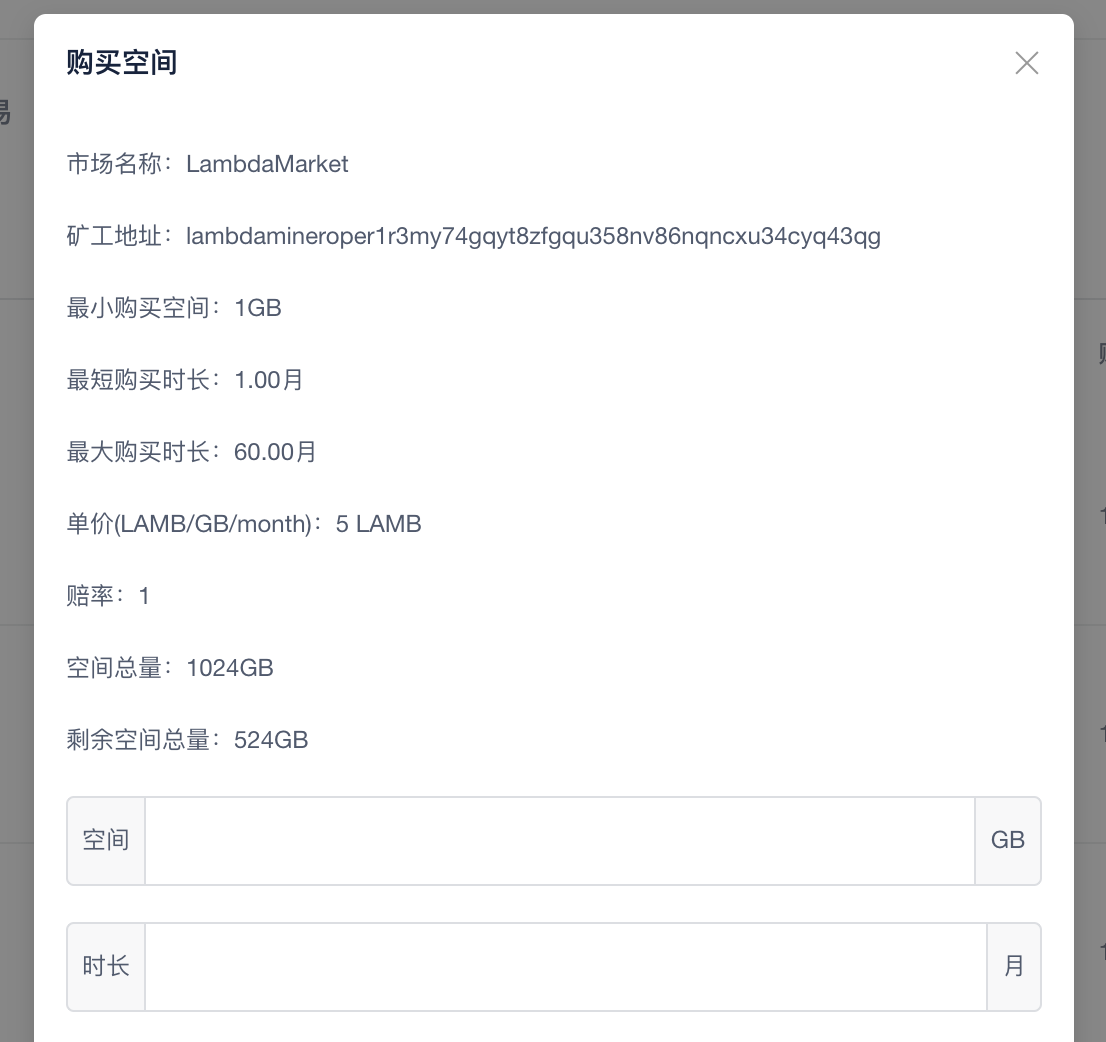 购买空间
市场名称：LambdaMarket
矿工地址：lambdamineroper1r3my74gqyt8zfgqu358nv86nqncxu34cyq43qg
最小购买空间：1GB
最短购买时长：1.00月
最大购买时长：60.00月
单价(LAMB/GB/month)：5 LAMB
赔率：1
空间总量：1024GB
剩余空间总量：524GB
空间 GB
时长 月